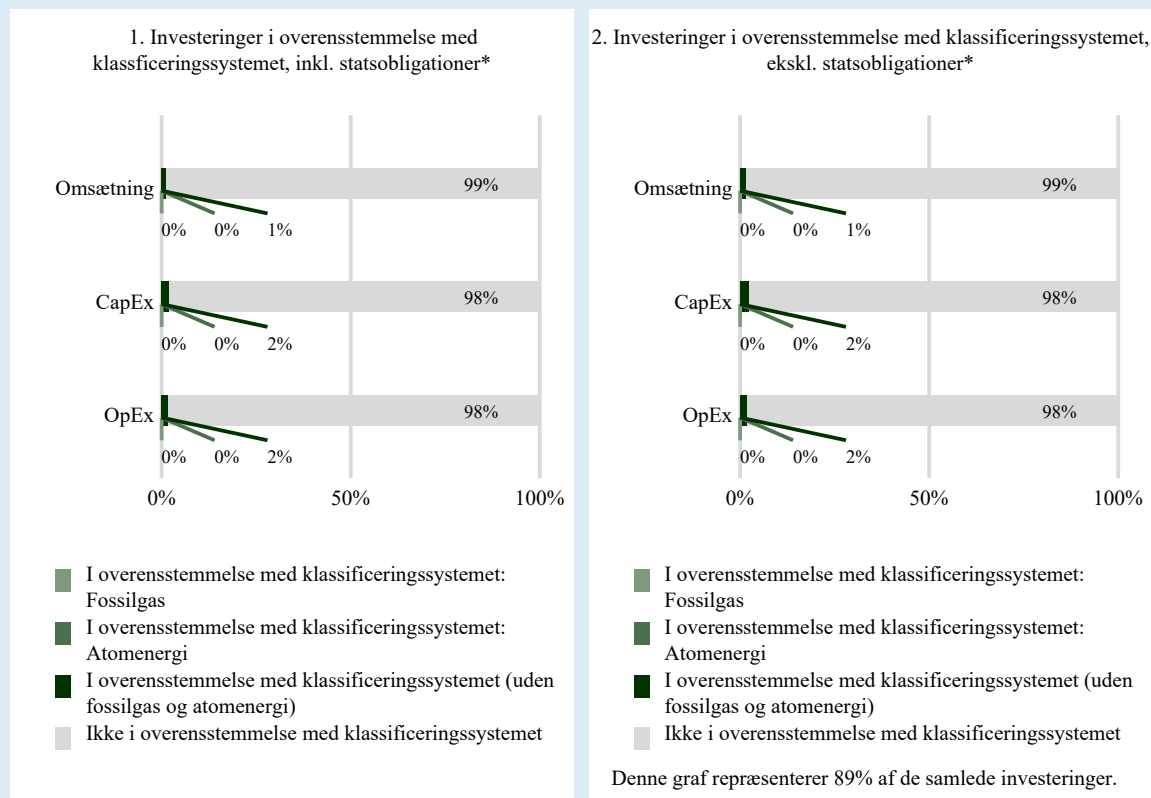 1. Investeringer i overensstemmelse med
klassficeringssystemet, inkl. statsobligationer*
Omsætning
99%
0% 0% 1%
CapEx
98%
0% 0% 2%
OpEx
98%
0% 0% 2%
0% 50% 100%
I overensstemmelse med klassificeringssystemet:
Fossilgas
I overensstemmelse med klassificeringssystemet:
Atomenergi
I overensstemmelse med klassificeringssystemet (uden
fossilgas og atomenergi)
Ikke i overensstemmelse med klassificeringssystemet
2. Investeringer i overensstemmelse med klassificeringssystemet,
ekskl. statsobligationer*
Omsætning
99%
0% 0% 1%
CapEx
98%
0% 0% 2%
OpEx
98%
0% 0% 2%
0% 50% 100%
I overensstemmelse med klassificeringssystemet:
Fossilgas
I overensstemmelse med klassificeringssystemet:
Atomenergi
I overensstemmelse med klassificeringssystemet (uden
fossilgas og atomenergi)
Ikke i overensstemmelse med klassificeringssystemet
Denne graf repræsenterer 89% af de samlede investeringer.